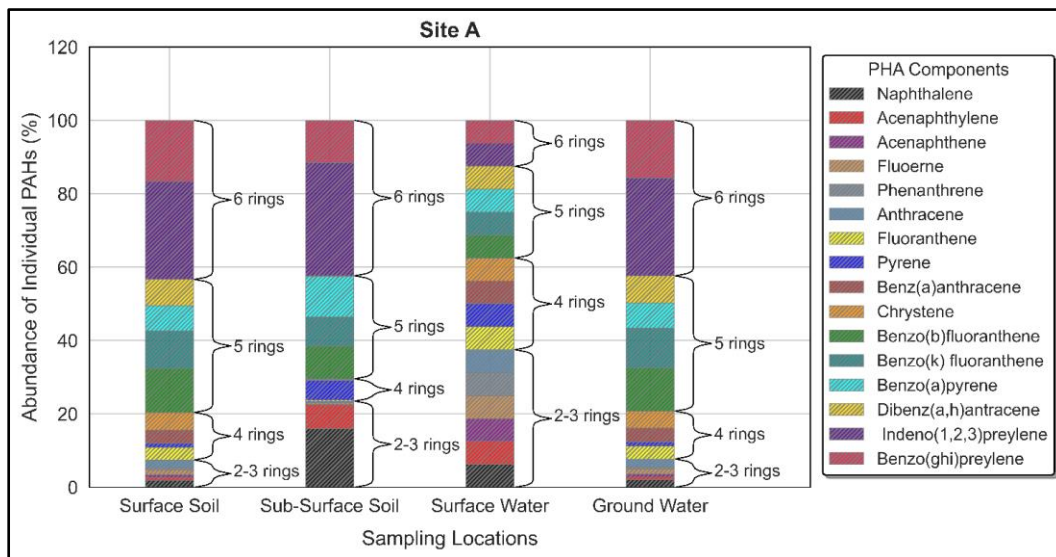 Site A
Abundance of Individual PAHs (%)
120
100
80
60
40
20
0
6 rings
5 rings
4 rings
2-3 rings
6 rings
5 rings
4 rings
2-3 rings
6 rings
5 rings
4 rings
2-3 rings
6 rings
5 rings
4 rings
2-3 rings
Surface Soil
Sub-Surface Soil
Surface Water
Ground Water
Sampling Locations
PHA Components
Naphthalene
Acenaphthylene
Acenaphthene
Fluoerne
Phenanthrene
Anthracene
Fluoranthene
Pyrene
Benz(a)anthracene
Chrystene
Benzo(b)fluoranthene
Benzo(k) fluoranthene
Benzo(a)pyrene
Dibenz(a,h)antracene
Indeno(1,2,3)preylene
Benzo(ghi)preylene